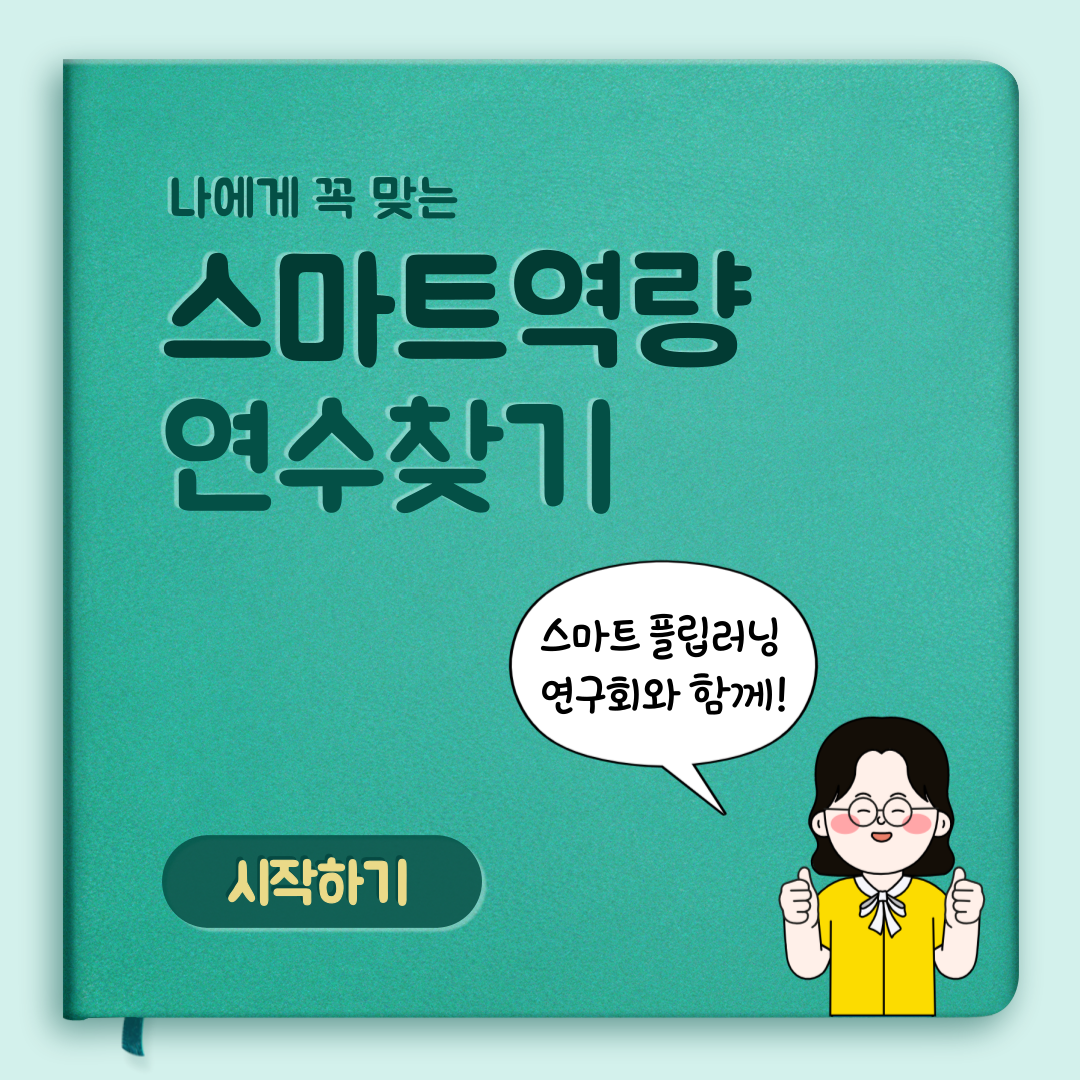 나에게 꼭 맞는
스마트역량
연수찾기
스마트 플립러닝
연구회와 함께!
시작하기